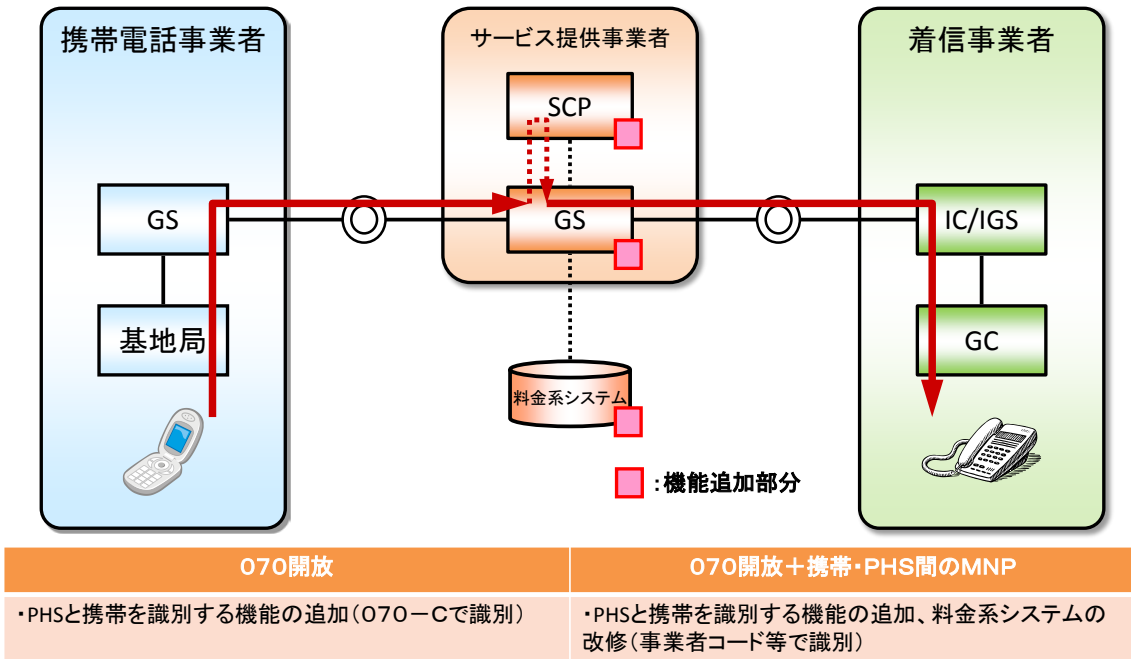 携帯電話事業者
サービス提供事業者
着信事業者
SCP
GS
GS
IC/IGS
基地局
GC
料金系システム
:機能追加部分
070開放
070開放+携帯・PHS間のMNP
・PHSと携帯を識別する機能の追加(070-Cで識別)
・PHSと携帯を識別する機能の追加、料金系システムの
改修(事業者コード等で識別)